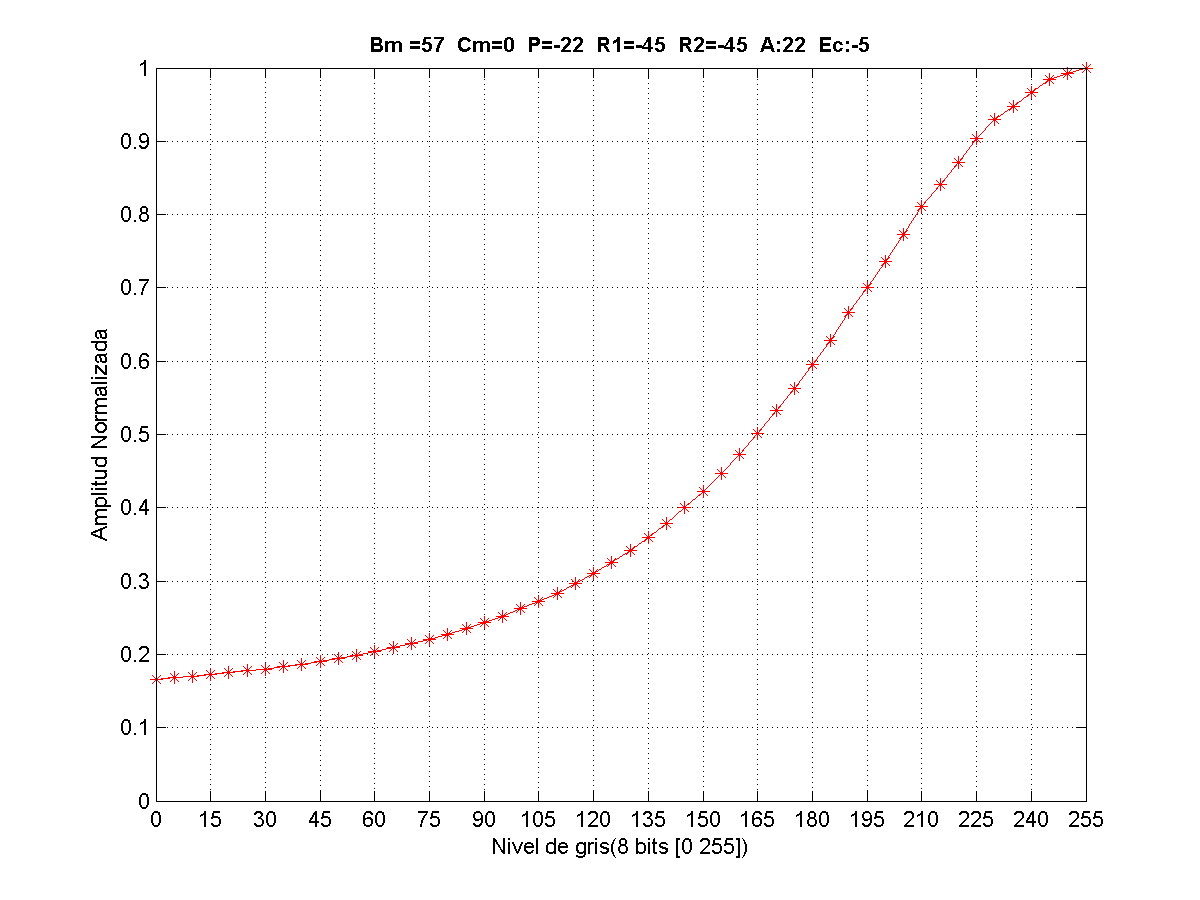 Bm =57  Cm=0  P=-22  R1=-45  R2=-45  A:22  Ec:-5
1
0.9
0.8
0.7
0.6
0.5
0.4
0.3
0.2
0.1
0
Amplitud Normalizada
0 15 30 45 60 75 90 105 120 135 150 165 180 195 210 225 240 255
Nivel de gris(8 bits [0 255])